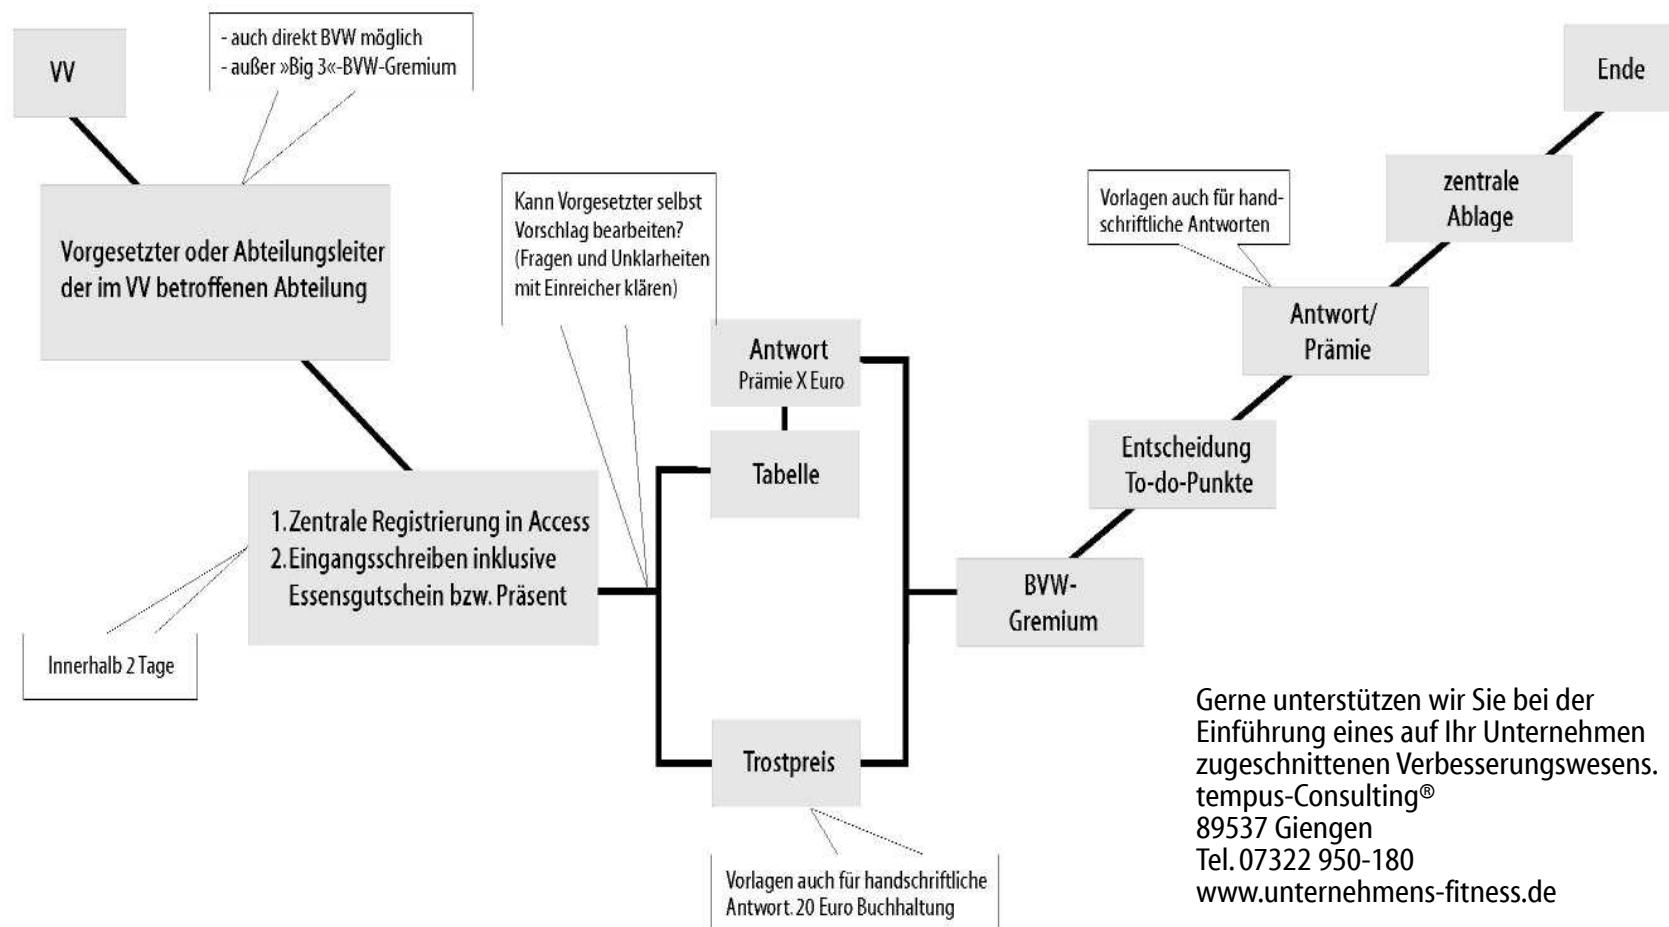 VV
- auch direkt BVW möglich
- außer »Big 3«-BVW-Gremium
Vorgesetzter oder Abteilungsleiter
der im VV betroffenen Abteilung
1. Zentrale Registrierung in Access
2. Eingangsschreiben inklusive
Essensgutschein bzw. Präsent
Innerhalb 2 Tage
Kann Vorgesetzter selbst
Vorschlag bearbeiten?
(Fragen und Unklarheiten
mit Einreicher klären)
Antwort
Prämie X Euro
Tabelle
Trostpreis
Vorlagen auch für handschriftliche
Antwort. 20 Euro Buchhaltung
BVW-
Gremium
Entscheidung
To-do-Punkte
Vorlagen auch für hand-
schriftliche Antworten
Antwort/
Prämie
zentrale
Ablage
Ende
Gerne unterstützen wir Sie bei der
Einführung eines auf Ihr Unternehmen
zugeschnittenen Verbesserungswesens.
tempus-Consulting®
89537 Giengen
Tel. 07322 950-180
www.unternehmens-fitness.de